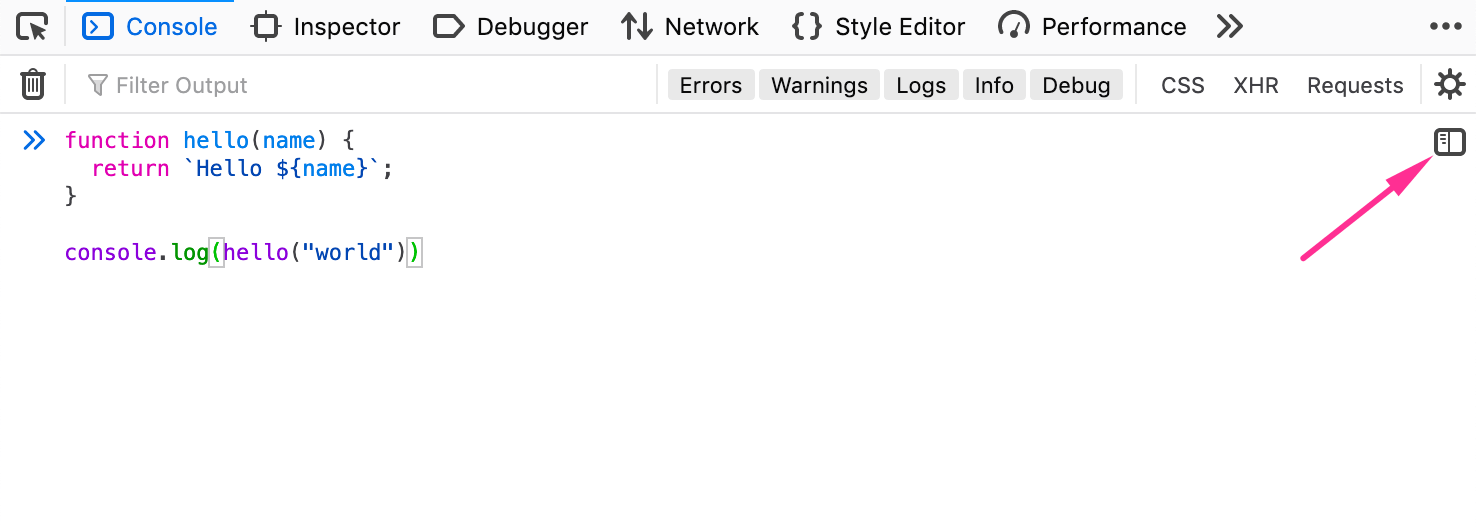 Console Inspector Debugger Network Style Editor Performance
Filter Output Errors Warnings Logs Info Debug CSS XHR Requests
function hello(name) {
  return `Hello ${name}`;
}
console.log(hello("world"))